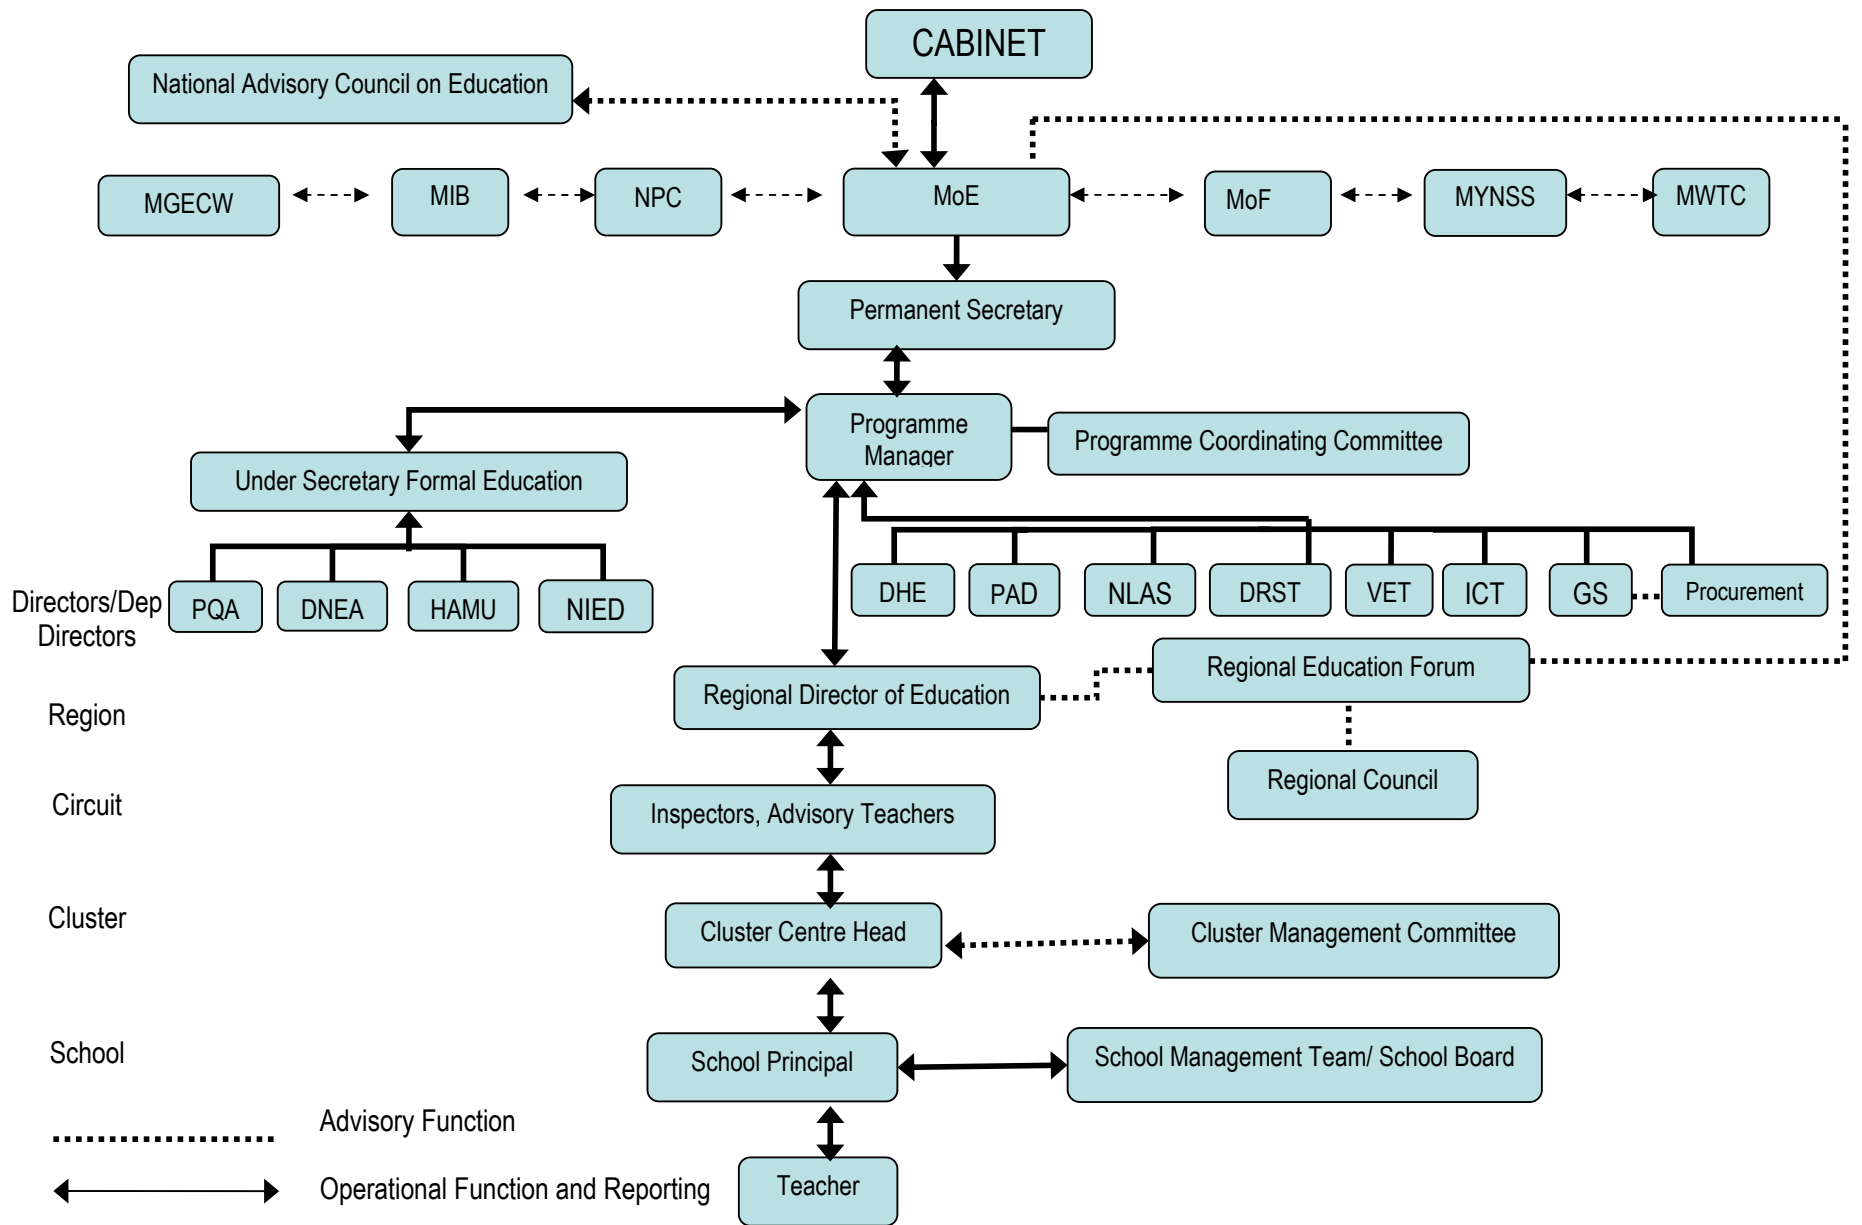 CABINET
National Advisory Council on Education
MGECW
MIB
NPC
MoE
MoF
MYNSS
MWTC
Permanent Secretary
Programme
Manager
Programme Coordinating Committee
Under Secretary Formal Education
Directors/Dep
Directors
PQA
DNEA
HAMU
NIED
DHE
PAD
NLAS
DRST
VET
ICT
GS
Procurement
Regional Education Forum
Region
Regional Director of Education
Regional Council
Circuit
Inspectors, Advisory Teachers
Cluster
Cluster Centre Head
Cluster Management Committee
School
School Principal
School Management Team/ School Board
Advisory Function
Operational Function and Reporting
Teacher